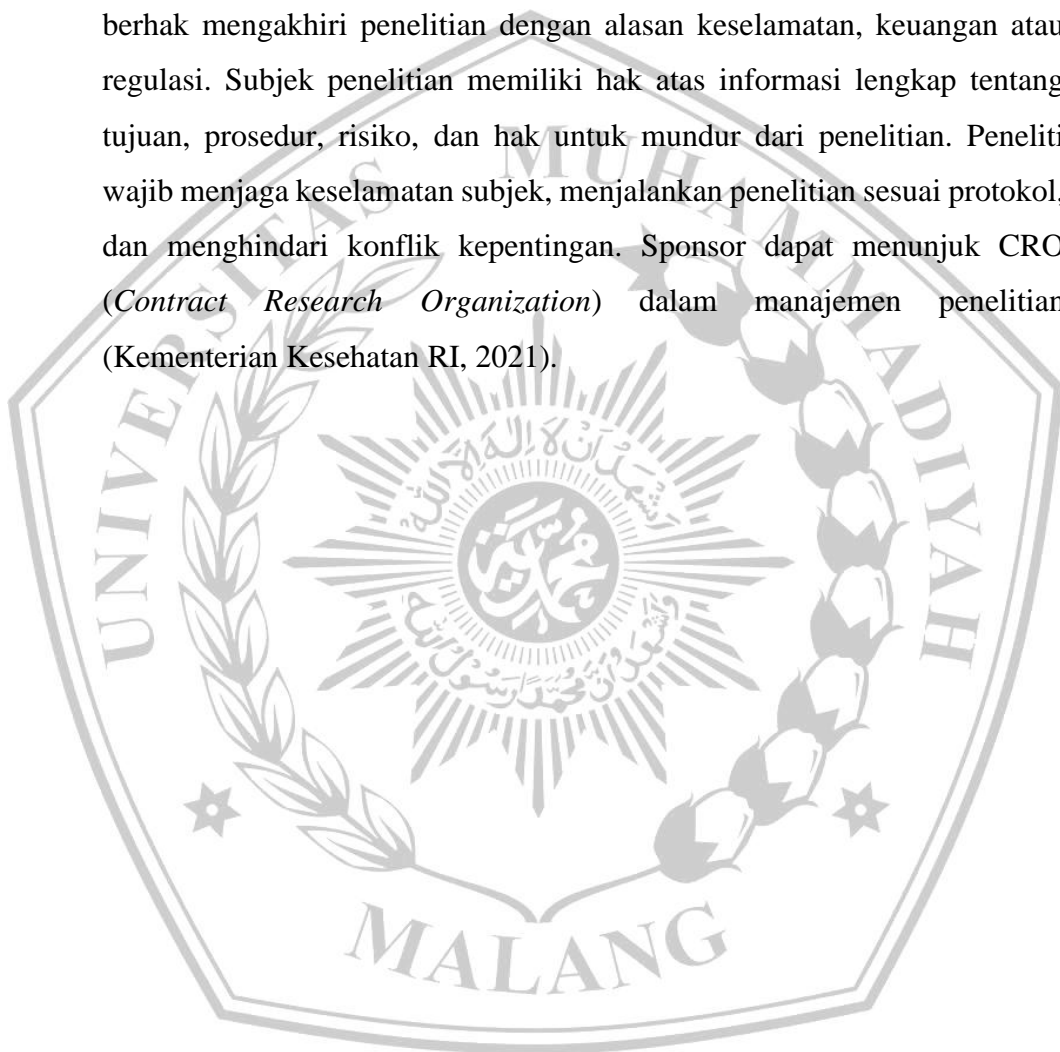 berhak mengakhiri penelitian dengan alasan keselamatan, keuangan atau
regulasi. Subjek penelitian memiliki hak atas informasi lengkap tentang
tujuan, prosedur, risiko, dan hak untuk mundur dari penelitian. Peneliti
wajib menjaga keselamatan subjek, menjalankan penelitian sesuai protokol,
dan menghindari konflik kepentingan. Sponsor dapat menunjuk CRO
(Contract Research Organization) dalam manajemen penelitian
(Kementerian Kesehatan RI, 2021).
UNIVERSITAS MUHAMMADIYAH
MALANG